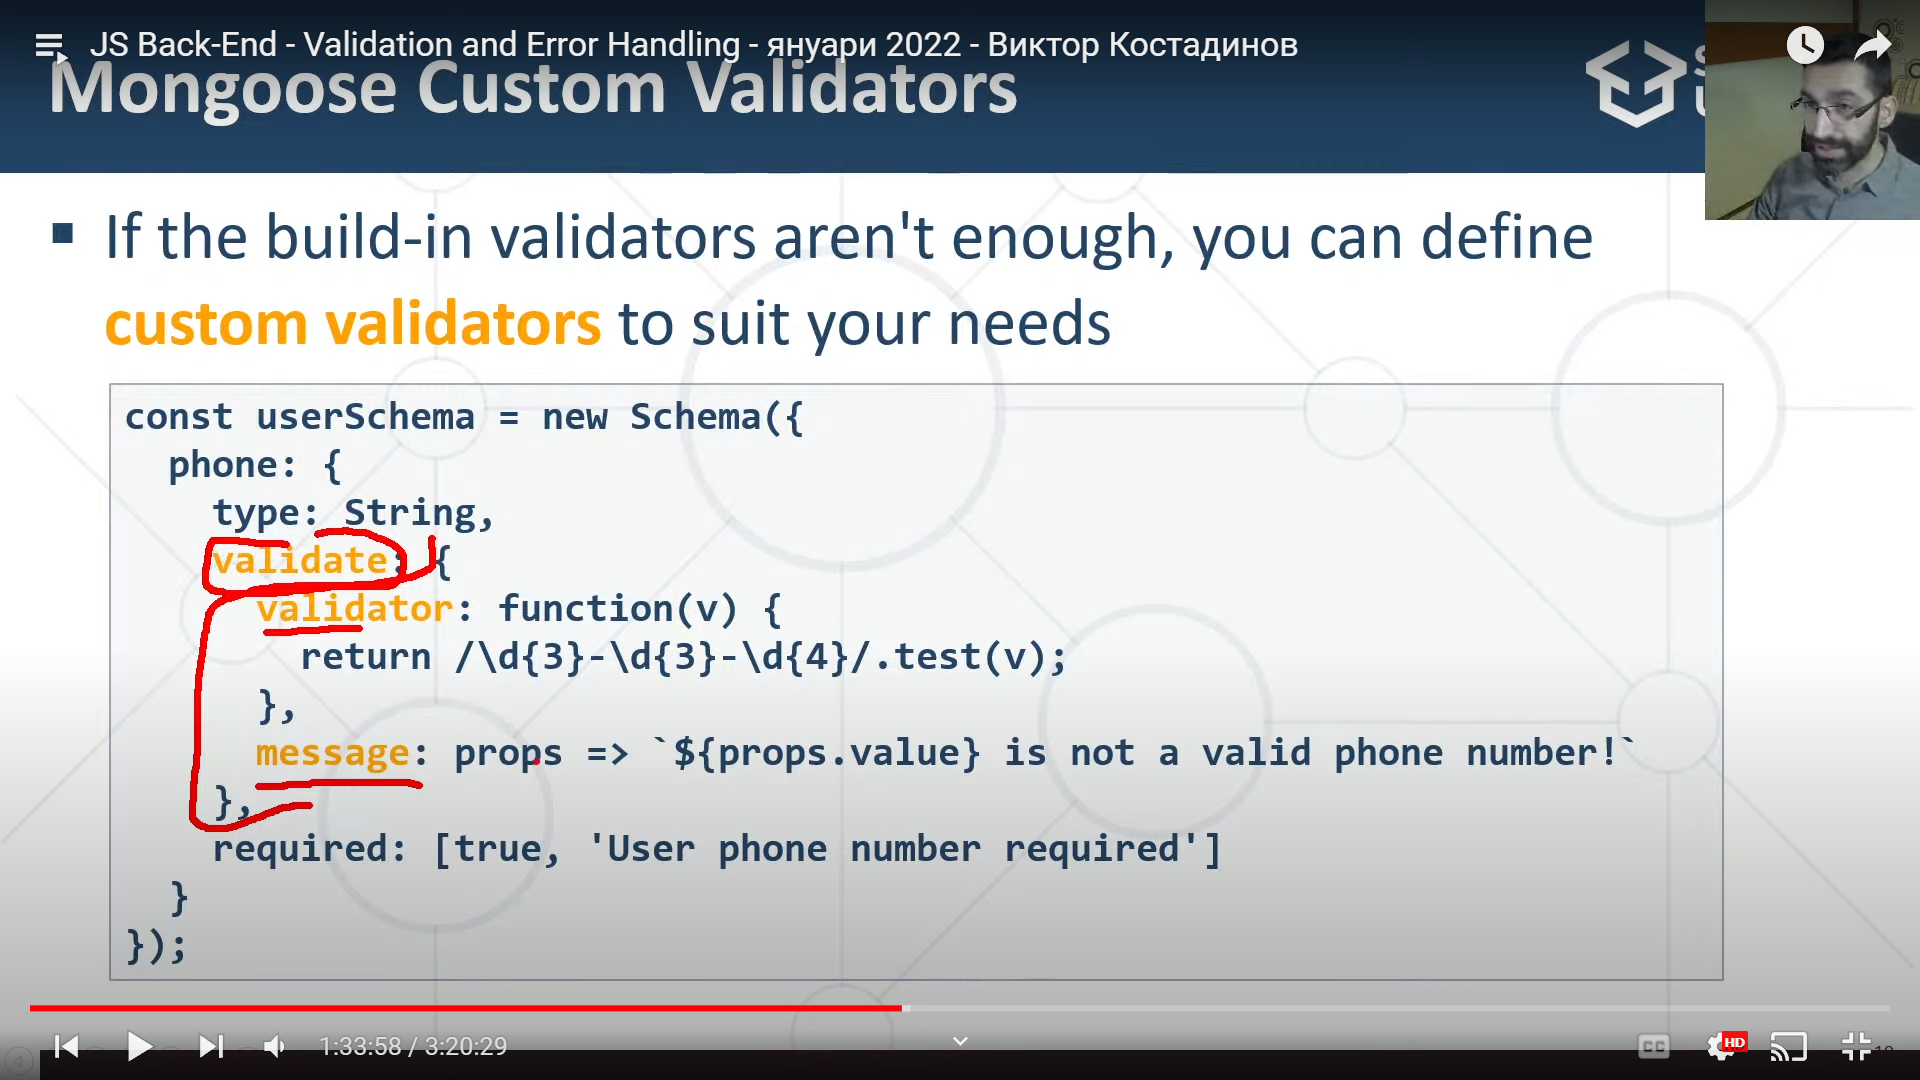 JS Back-End - Validation and Error Handling - януари 2022 - Виктор Костадинов
Mongoose Custom Validators
▪ If the build-in validators aren't enough, you can define
custom validators to suit your needs
const userSchema = new Schema({
  phone: {
    type: String,
    validate: {
      validator: function(v) {
        return /\d{3}-\d{3}-\d{4}/.test(v);
      },
      message: props => `${props.value} is not a valid phone number!`
    },
    required: [true, 'User phone number required']
  }
});
1:33:58 / 3:20:29
CC
HD